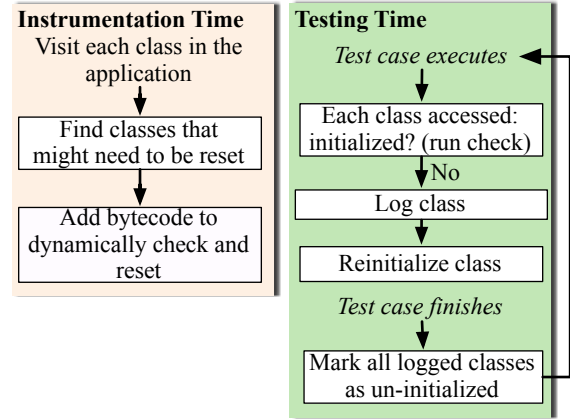 Instrumentation Time
Visit each class in the
application
Find classes that
might need to be reset
Add bytecode to
dynamically check and
reset
Testing Time
Test case executes
Each class accessed:
initialized? (run check)
No
Log class
Reinitialize class
Test case finishes
Mark all logged classes
as un-initialized